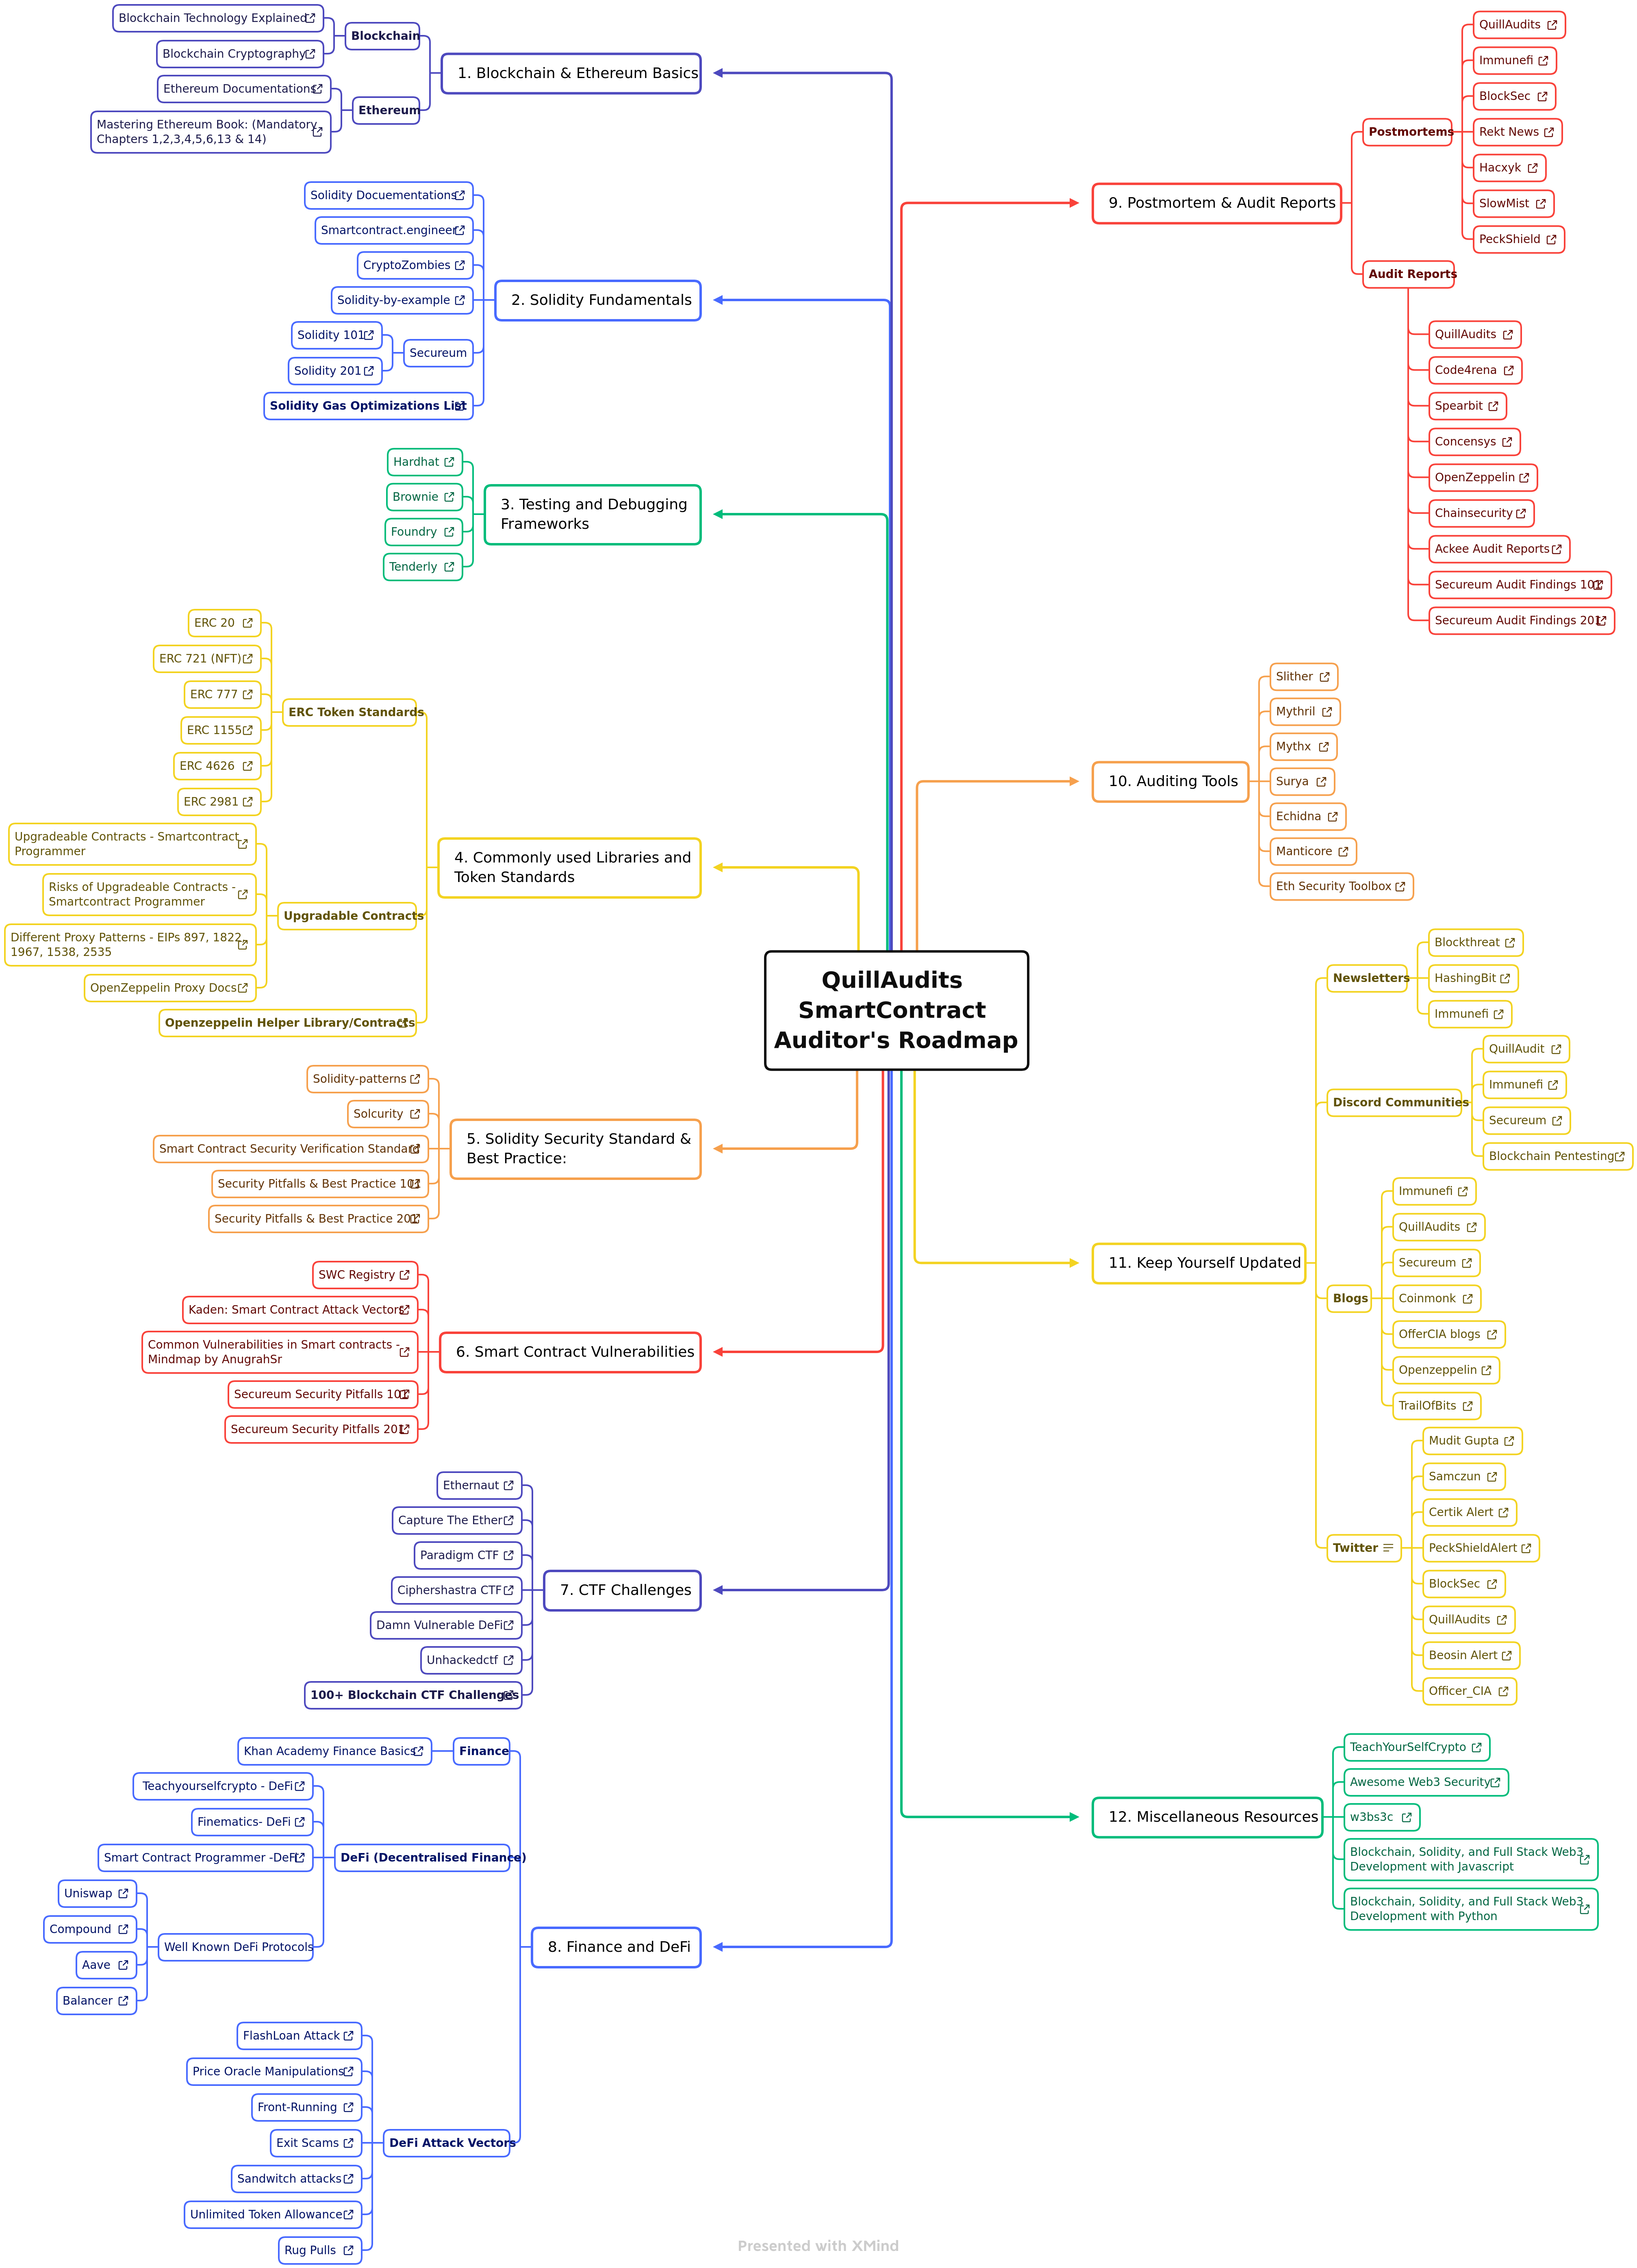 QuillAudits
SmartContract
Auditor's Roadmap
1. Blockchain & Ethereum Basics
Blockchain
Blockchain Technology Explained
Blockchain Cryptography
Ethereum
Ethereum Documentations
Mastering Ethereum Book: (Mandatory
Chapters 1,2,3,4,5,6,13 & 14)
2. Solidity Fundamentals
Solidity Docuementations
Smartcontract.engineer
CryptoZombies
Solidity-by-example
Secureum
Solidity 101
Solidity 201
Solidity Gas Optimizations List
3. Testing and Debugging
Frameworks
Hardhat
Brownie
Foundry
Tenderly
4. Commonly used Libraries and
Token Standards
ERC Token Standards
ERC 20
ERC 721 (NFT)
ERC 777
ERC 1155
ERC 4626
ERC 2981
Upgradable Contracts
Upgradeable Contracts - Smartcontract
Programmer
Risks of Upgradeable Contracts -
Smartcontract Programmer
Different Proxy Patterns - EIPs 897, 1822,
1967, 1538, 2535
OpenZeppelin Proxy Docs
Openzeppelin Helper Library/Contracts
5. Solidity Security Standard &
Best Practice:
Solidity-patterns
Solcurity
Smart Contract Security Verification Standard
Security Pitfalls & Best Practice 101
Security Pitfalls & Best Practice 201
6. Smart Contract Vulnerabilities
SWC Registry
Kaden: Smart Contract Attack Vectors
Common Vulnerabilities in Smart contracts -
Mindmap by AnugrahSr
Secureum Security Pitfalls 101
Secureum Security Pitfalls 201
7. CTF Challenges
Ethernaut
Capture The Ether
Paradigm CTF
Ciphershastra CTF
Damn Vulnerable DeFi
Unhackedctf
100+ Blockchain CTF Challenges
8. Finance and DeFi
Finance
Khan Academy Finance Basics
DeFi (Decentralised Finance)
Teachyourselfcrypto - DeFi
Finematics- DeFi
Smart Contract Programmer -DeFi
Well Known DeFi Protocols
Uniswap
Compound
Aave
Balancer
DeFi Attack Vectors
FlashLoan Attack
Price Oracle Manipulations
Front-Running
Exit Scams
Sandwitch attacks
Unlimited Token Allowance
Rug Pulls
9. Postmortem & Audit Reports
Postmortems
QuillAudits
Immunefi
BlockSec
Rekt News
Hacxyk
SlowMist
PeckShield
Audit Reports
QuillAudits
Code4rena
Spearbit
Concensys
OpenZeppelin
Chainsecurity
Ackee Audit Reports
Secureum Audit Findings 101
Secureum Audit Findings 201
10. Auditing Tools
Slither
Mythril
Mythx
Surya
Echidna
Manticore
Eth Security Toolbox
11. Keep Yourself Updated
Newsletters
Blockthreat
HashingBit
Immunefi
Discord Communities
QuillAudit
Immunefi
Secureum
Blockchain Pentesting
Blogs
Immunefi
QuillAudits
Secureum
Coinmonk
OfferCIA blogs
Openzeppelin
TrailOfBits
Twitter
Mudit Gupta
Samczun
Certik Alert
PeckShieldAlert
BlockSec
QuillAudits
Beosin Alert
Officer_CIA
12. Miscellaneous Resources
TeachYourSelfCrypto
Awesome Web3 Security
w3bs3c
Blockchain, Solidity, and Full Stack Web3
Development with Javascript
Blockchain, Solidity, and Full Stack Web3
Development with Python
Presented with XMind